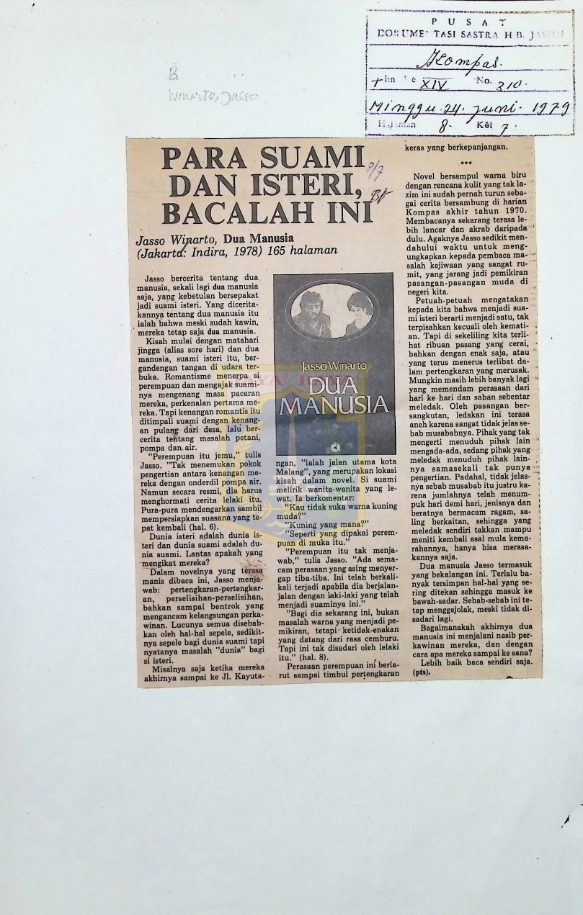 PUSAT
DOKUMENTASI SASTRA H.B. JASSIN
Kompas.
XIV No. 310.
Minggu 24 Juni 1979
Halaman 8. Kol 7.
B
Winarto, Jasso
PARA SUAMI
DAN ISTERI,
BACALAH INI
Jasso Winarto, Dua Manusia
(Jakarta: Indira, 1978) 165 halaman
Jasso bercerita tentang dua
manusia, sekali lagi dua manusia
saja, yang kebetulan bersepakat
jadi suami isteri. Yang dicerita-
kannya tentang dua manusia itu
ialah bahwa meski sudah kawin,
mereka tetap saja dua manusia.
Kisah mulai dengan matahari
jingga (alias sore hari) dan dua
manusia, suami isteri itu, ber-
gandengan tangan di udara ter-
buka. Romantisme menerpa si
perempuan dan mengajak suami-
nya mengenang masa pacaran
mereka, perkenalan pertama me-
reka. Tapi kenangan romantis itu
ditimpali suami dengan kenang-
an pulang dari desa, lalu ber-
cerita tentang masalah petani,
pompa dan air.
"Perempuan itu jemu," tulis
Jasso. "Tak menemukan pokok
pengertian antara kenangan me-
reka dengan onderdil pompa air.
Namun secara resmi, dia harus
menghormati cerita lelaki itu.
Pura-pura mendengarkan sambil
mempersiapkan suasana yang te-
pat kembali (hal. 6).
Dunia isteri adalah dunia is-
teri dan dunia suami adalah du-
nia suami. Lantas apakah yang
mengikat mereka?
Dalam novelnya yang terasa
manis dibaca ini, Jasso menja-
wab: pertengkaran-pertengkar-
an, perselisihan-perselisihan,
bahkan sampai bentrok yang
mengancam kelangsungan perka-
winan. Lucunya semua disebab-
kan oleh hal-hal sepele, sedikit-
nya sepele bagi dunia suami tapi
nyatanya masalah "dunia" bagi
si isteri.
Misalnya saja ketika mereka
akhirnya sampai ke Jl. Kayuta-
Jasso Winarto
DUA
MANUSIA
ngan, "ialah jalan utama kota
Malang", yang merupakan lokasi
kisah dalam novel. Si suami
melirik wanita-wanita yang le-
wat. Ia berkomentar:
"Kau tidak suka warna kuning
muda?"
"Kuning yang mana?"
"Seperti yang dipakai perem-
puan di muka itu."
"Perempuan itu tak menja-
wab," tulis Jasso. "Ada sema-
cam perasaan yang asing menyer-
gap tiba-tiba. Ini telah berkali-
kali terjadi apabila dia berjalan-
jalan dengan laki-laki yang telah
menjadi suaminya ini."
"Bagi dia sekarang ini, bukan
masalah warna yang menjadi pe-
mikiran, tetapi ketidak-enakan
yang datang dari rasa cemburu.
Tapi ini tak disadari oleh lelaki
itu." (hal. 8).
Perasaan perempuan ini berla-
rut sampai timbul pertengkaran
keras yang berkepanjangan.
***
Novel bersampul warna biru
dengan rencana kulit yang tak la-
zim ini sudah pernah turun seba-
gai cerita bersambung di harian
Kompas akhir tahun 1970.
Membacanya sekarang terasa le-
bih lancar dan akrab daripada
dulu. Agaknya Jasso sedikit men-
dahului waktu untuk meng-
ungkapkan kepada pembaca ma-
salah kejiwaan yang sangat ru-
mit, yang jarang jadi pemikiran
pasangan-pasangan muda di
negeri kita.
Petuah-petuah mengatakan
kepada kita bahwa menjadi sua-
mi isteri berarti menjadi satu, tak
terpisahkan kecuali oleh kemati-
an. Tapi di sekeliling kita terli-
hat ribuan pasang yang cerai,
bahkan dengan enak saja, atau
yang terus menerus terlibat da-
lam pertengkaran yang merusak.
Mungkin masih lebih banyak lagi
yang memendam perasaan dari
hari ke hari dan saban sebentar
meledak. Oleh pasangan ber-
sangkutan, ledakan ini terasa
aneh karena sangat tidak jelas se-
bab musababnya. Pihak yang tak
mengerti menuduh pihak lain
mengada-ada, sedang pihak yang
meledak menuduh pihak lain-
nya samasekali tak punya
pengertian. Padahal, tidak jelas-
nya sebab musabab itu justru ka-
rena jumlahnya telah menum-
puk hari demi hari, jenisnya dan
beratnya bermacam ragam, sa-
ling berkaitan, sehingga yang
meledak sendiri takkan mampu
meniti kembali asal mula kema-
rahannya, hanya bisa merasa-
kannya saja.
Dua manusia Jasso termasuk
yang bekalangan ini. Terlalu ba-
nyak tersimpan hal-hal yang se-
ring ditekan sehingga masuk ke
bawah-sadar. Sebab-sebab ini te-
tap menggejolak, meski tidak di-
sadari lagi.
Bagaimanakah akhirnya dua
manusia ini menjalani nasib per-
kawinan mereka, dan dengan
cara apa mereka sampai ke sana?
Lebih baik baca sendiri saja.
(pts).